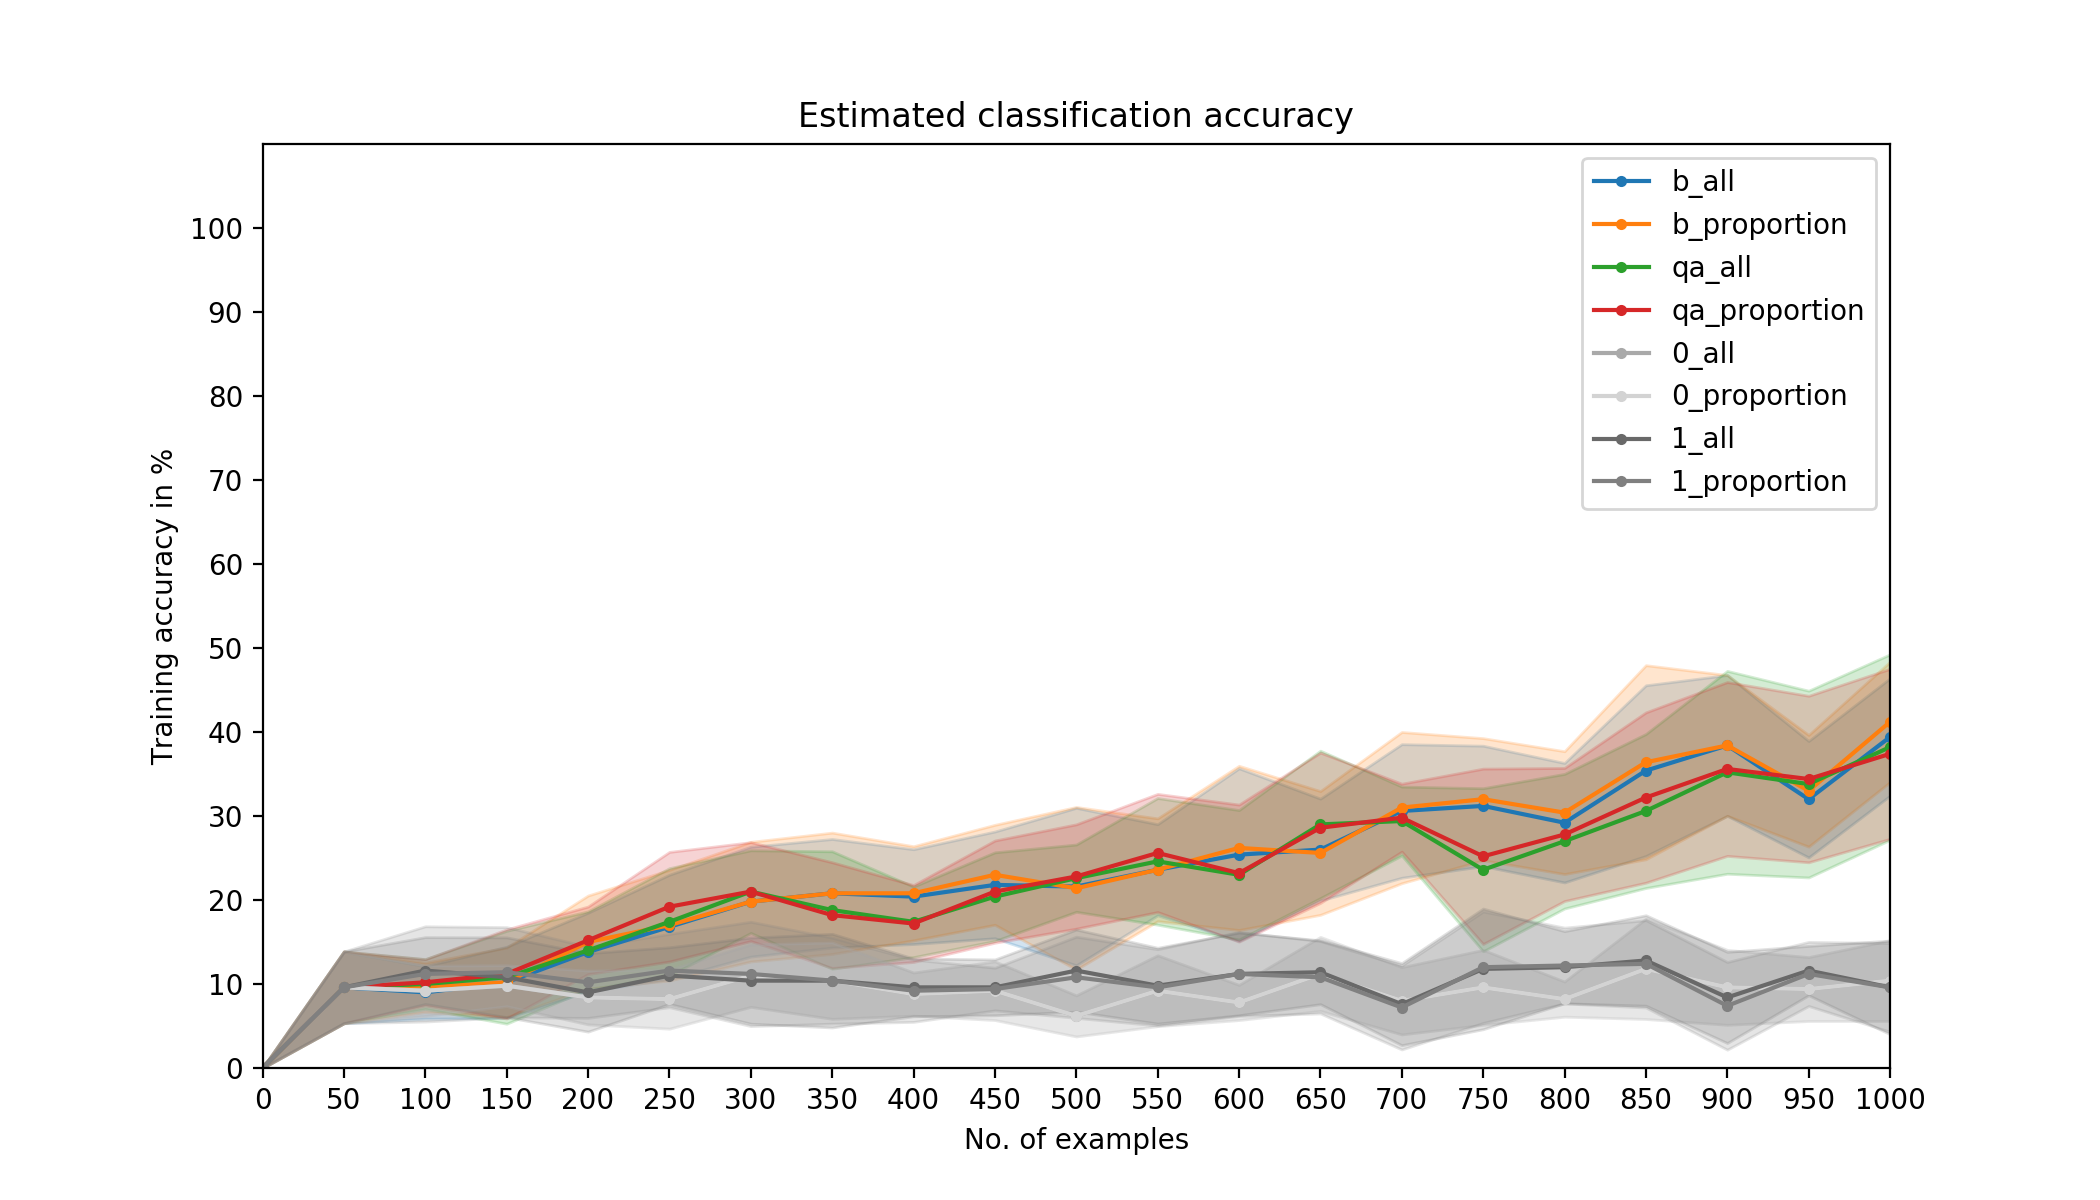 Estimated classification accuracy
Training accuracy in %
100
90
80
70
60
50
40
30
20
10
0
b_all
b_proportion
qa_all
qa_proportion
0_all
0_proportion
1_all
1_proportion
0 50 100 150 200 250 300 350 400 450 500 550 600 650 700 750 800 850 900 950 1000
No. of examples